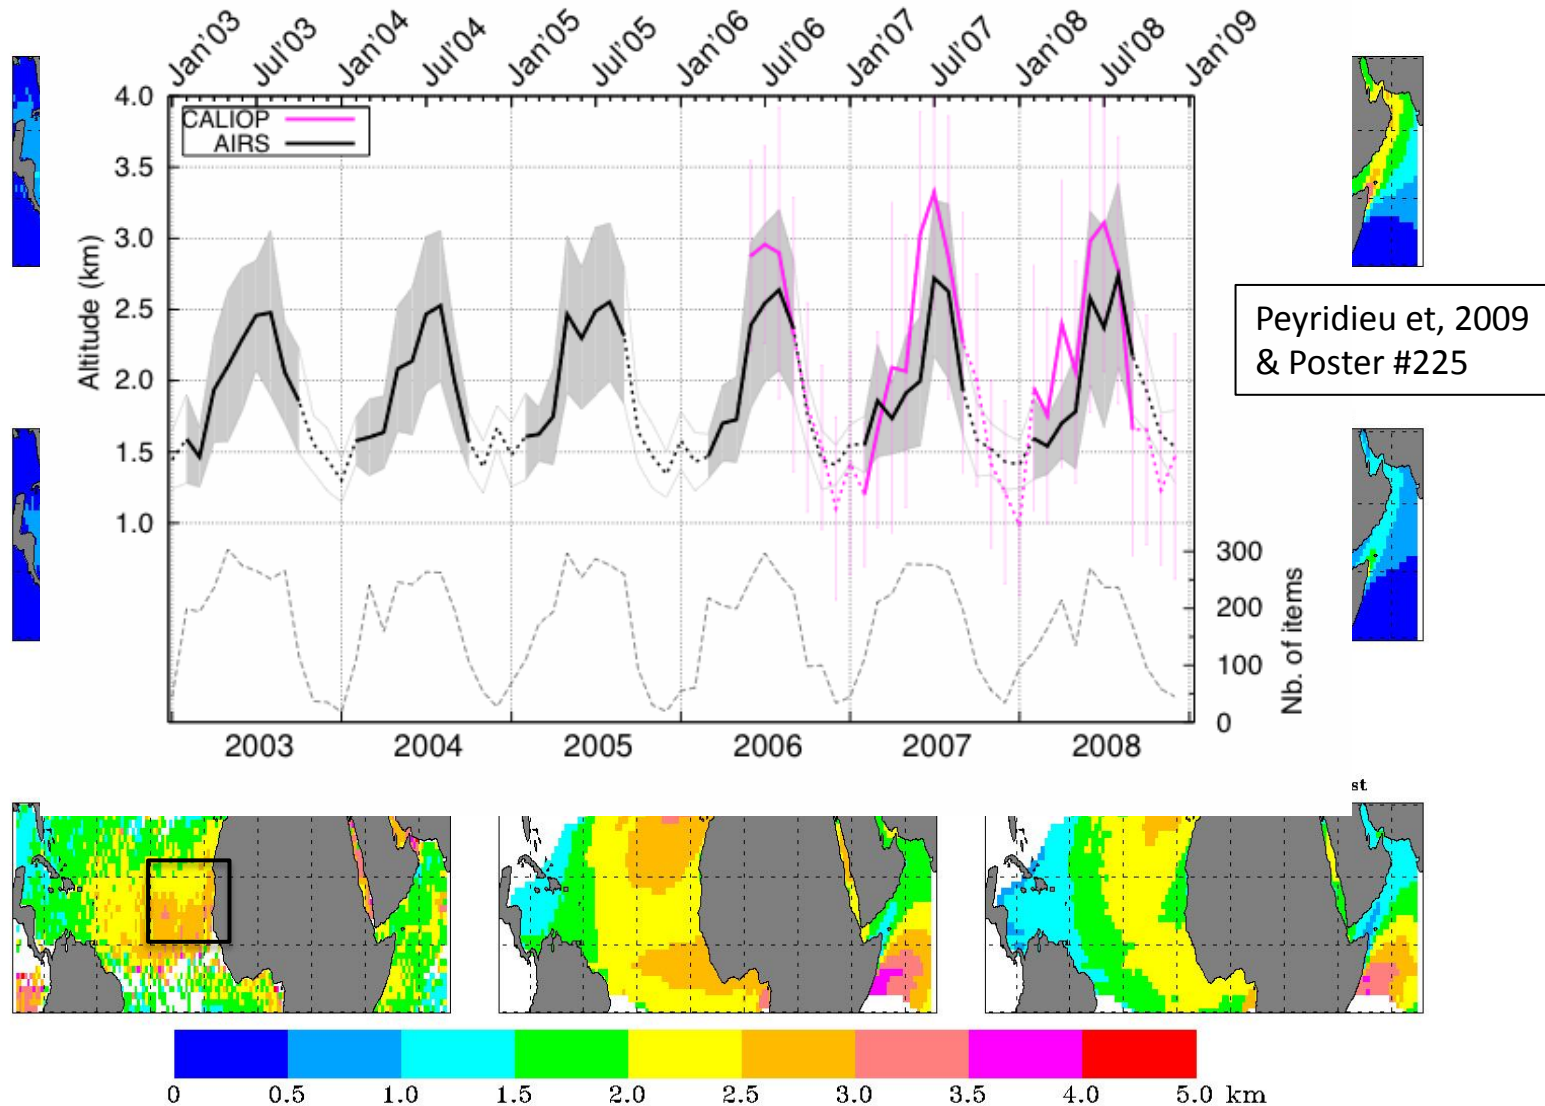 Jan'03 Jul'03 Jan'04 Jul'04 Jan'05 Jul'05 Jan'06 Jul'06 Jan'07 Jul'07 Jan'08 Jul'08 Jan'09
4.0
CALIOP
AIRS
3.5
3.0
2.5
2.0
1.5
1.0
Altitude (km)
300
200
100
0
Nb. of items
2003 2004 2005 2006 2007 2008
Peyridieu et, 2009
& Poster #225
st
0 0.5 1.0 1.5 2.0 2.5 3.0 3.5 4.0 5.0 km